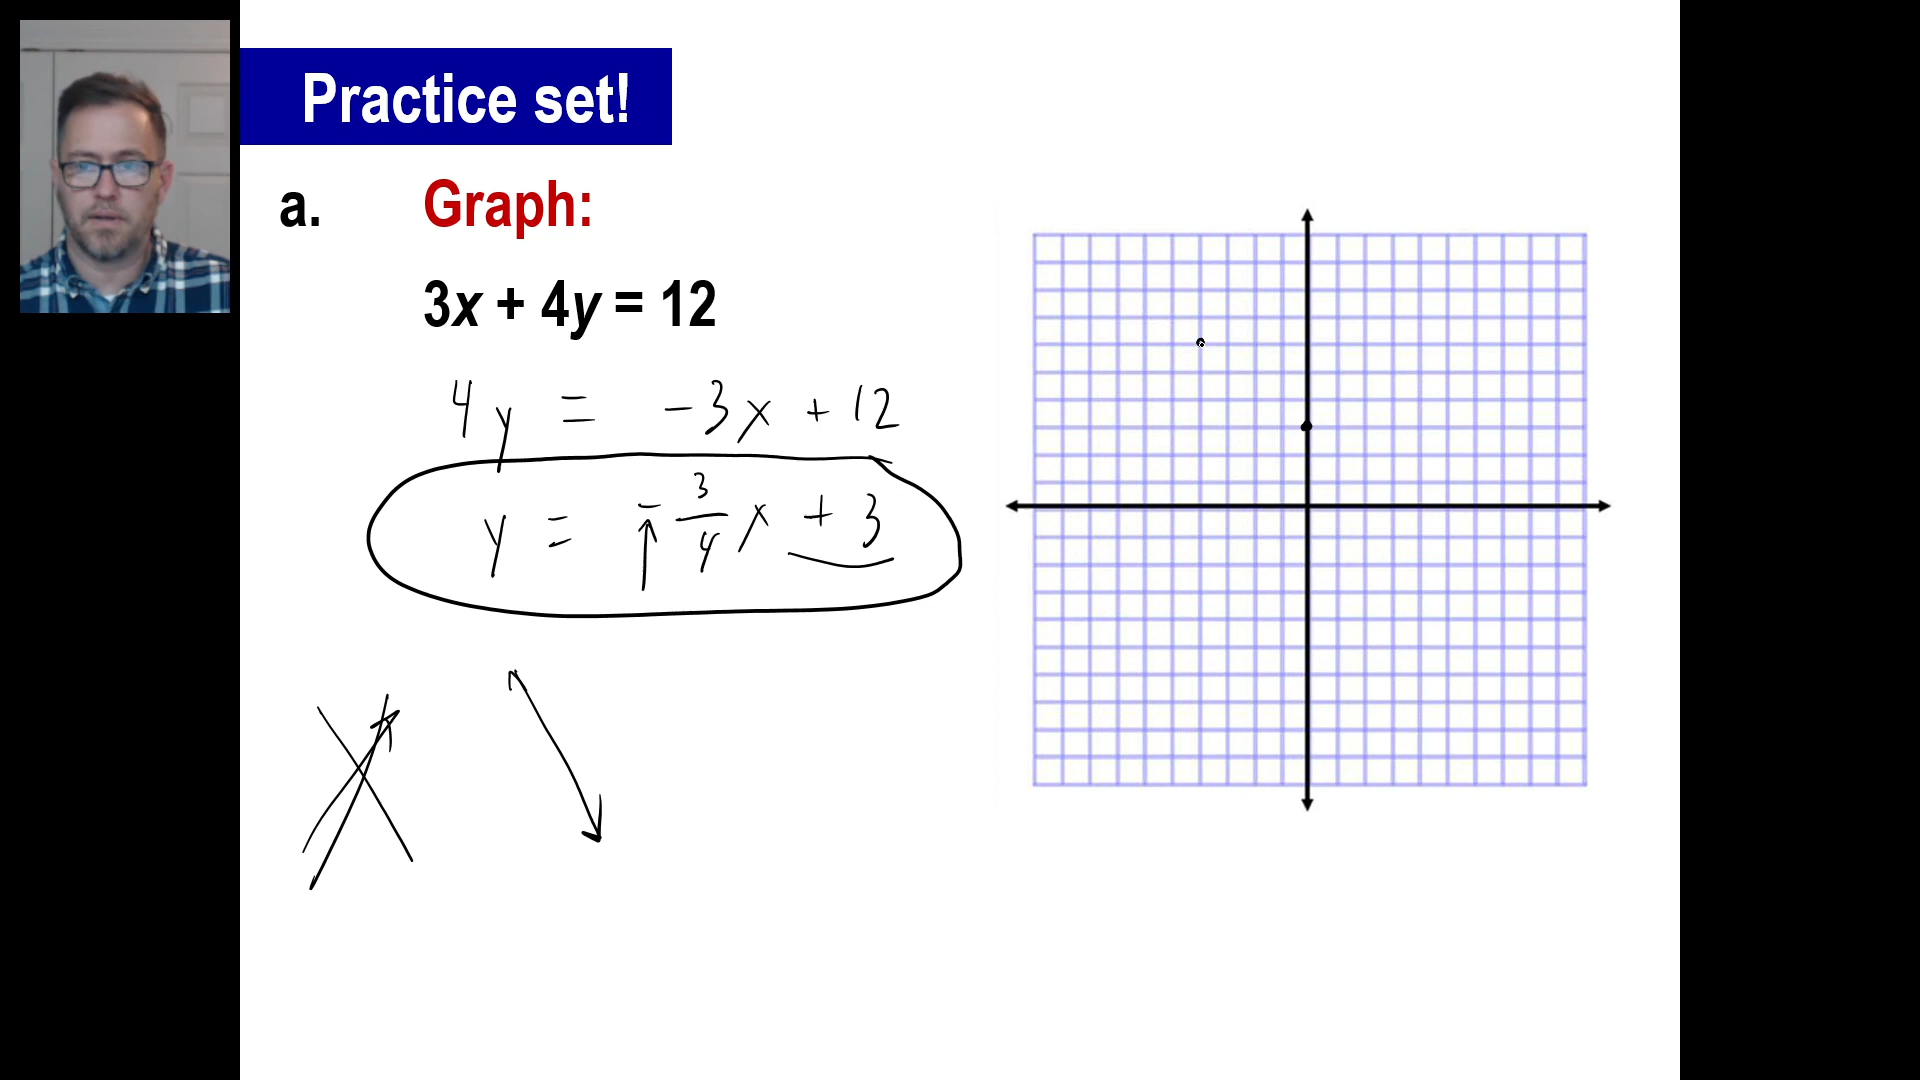 Practice set!
a. Graph:
3x + 4y = 12
4y = -3x + 12
y = -3/4x + 3